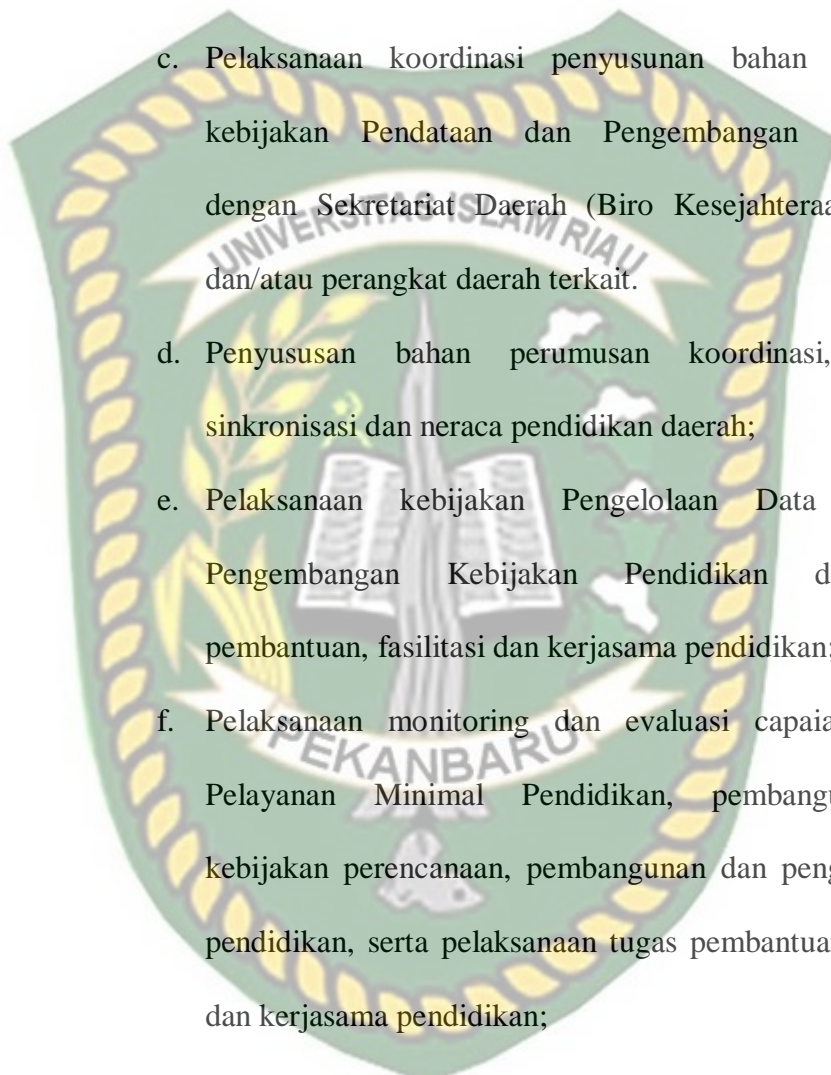 c. Pelaksanaan koordinasi penyusunan bahan
kebijakan Pendataan dan Pengembangan
dengan Sekretariat Daerah (Biro Kesejahteraa
dan/atau perangkat daerah terkait.
UNIVERSITAS ISLAM RIAU
d. Penyususan bahan perumusan koordinasi,
sinkronisasi dan neraca pendidikan daerah;
e. Pelaksanaan kebijakan Pengelolaan Data
Pengembangan Kebijakan Pendidikan d
pembantuan, fasilitasi dan kerjasama pendidikan;
f. Pelaksanaan monitoring dan evaluasi capaia
PEKANBARU
Pelayanan Minimal Pendidikan, pembangu
kebijakan perencanaan, pembangunan dan peng
pendidikan, serta pelaksanaan tugas pembantuan
dan kerjasama pendidikan;